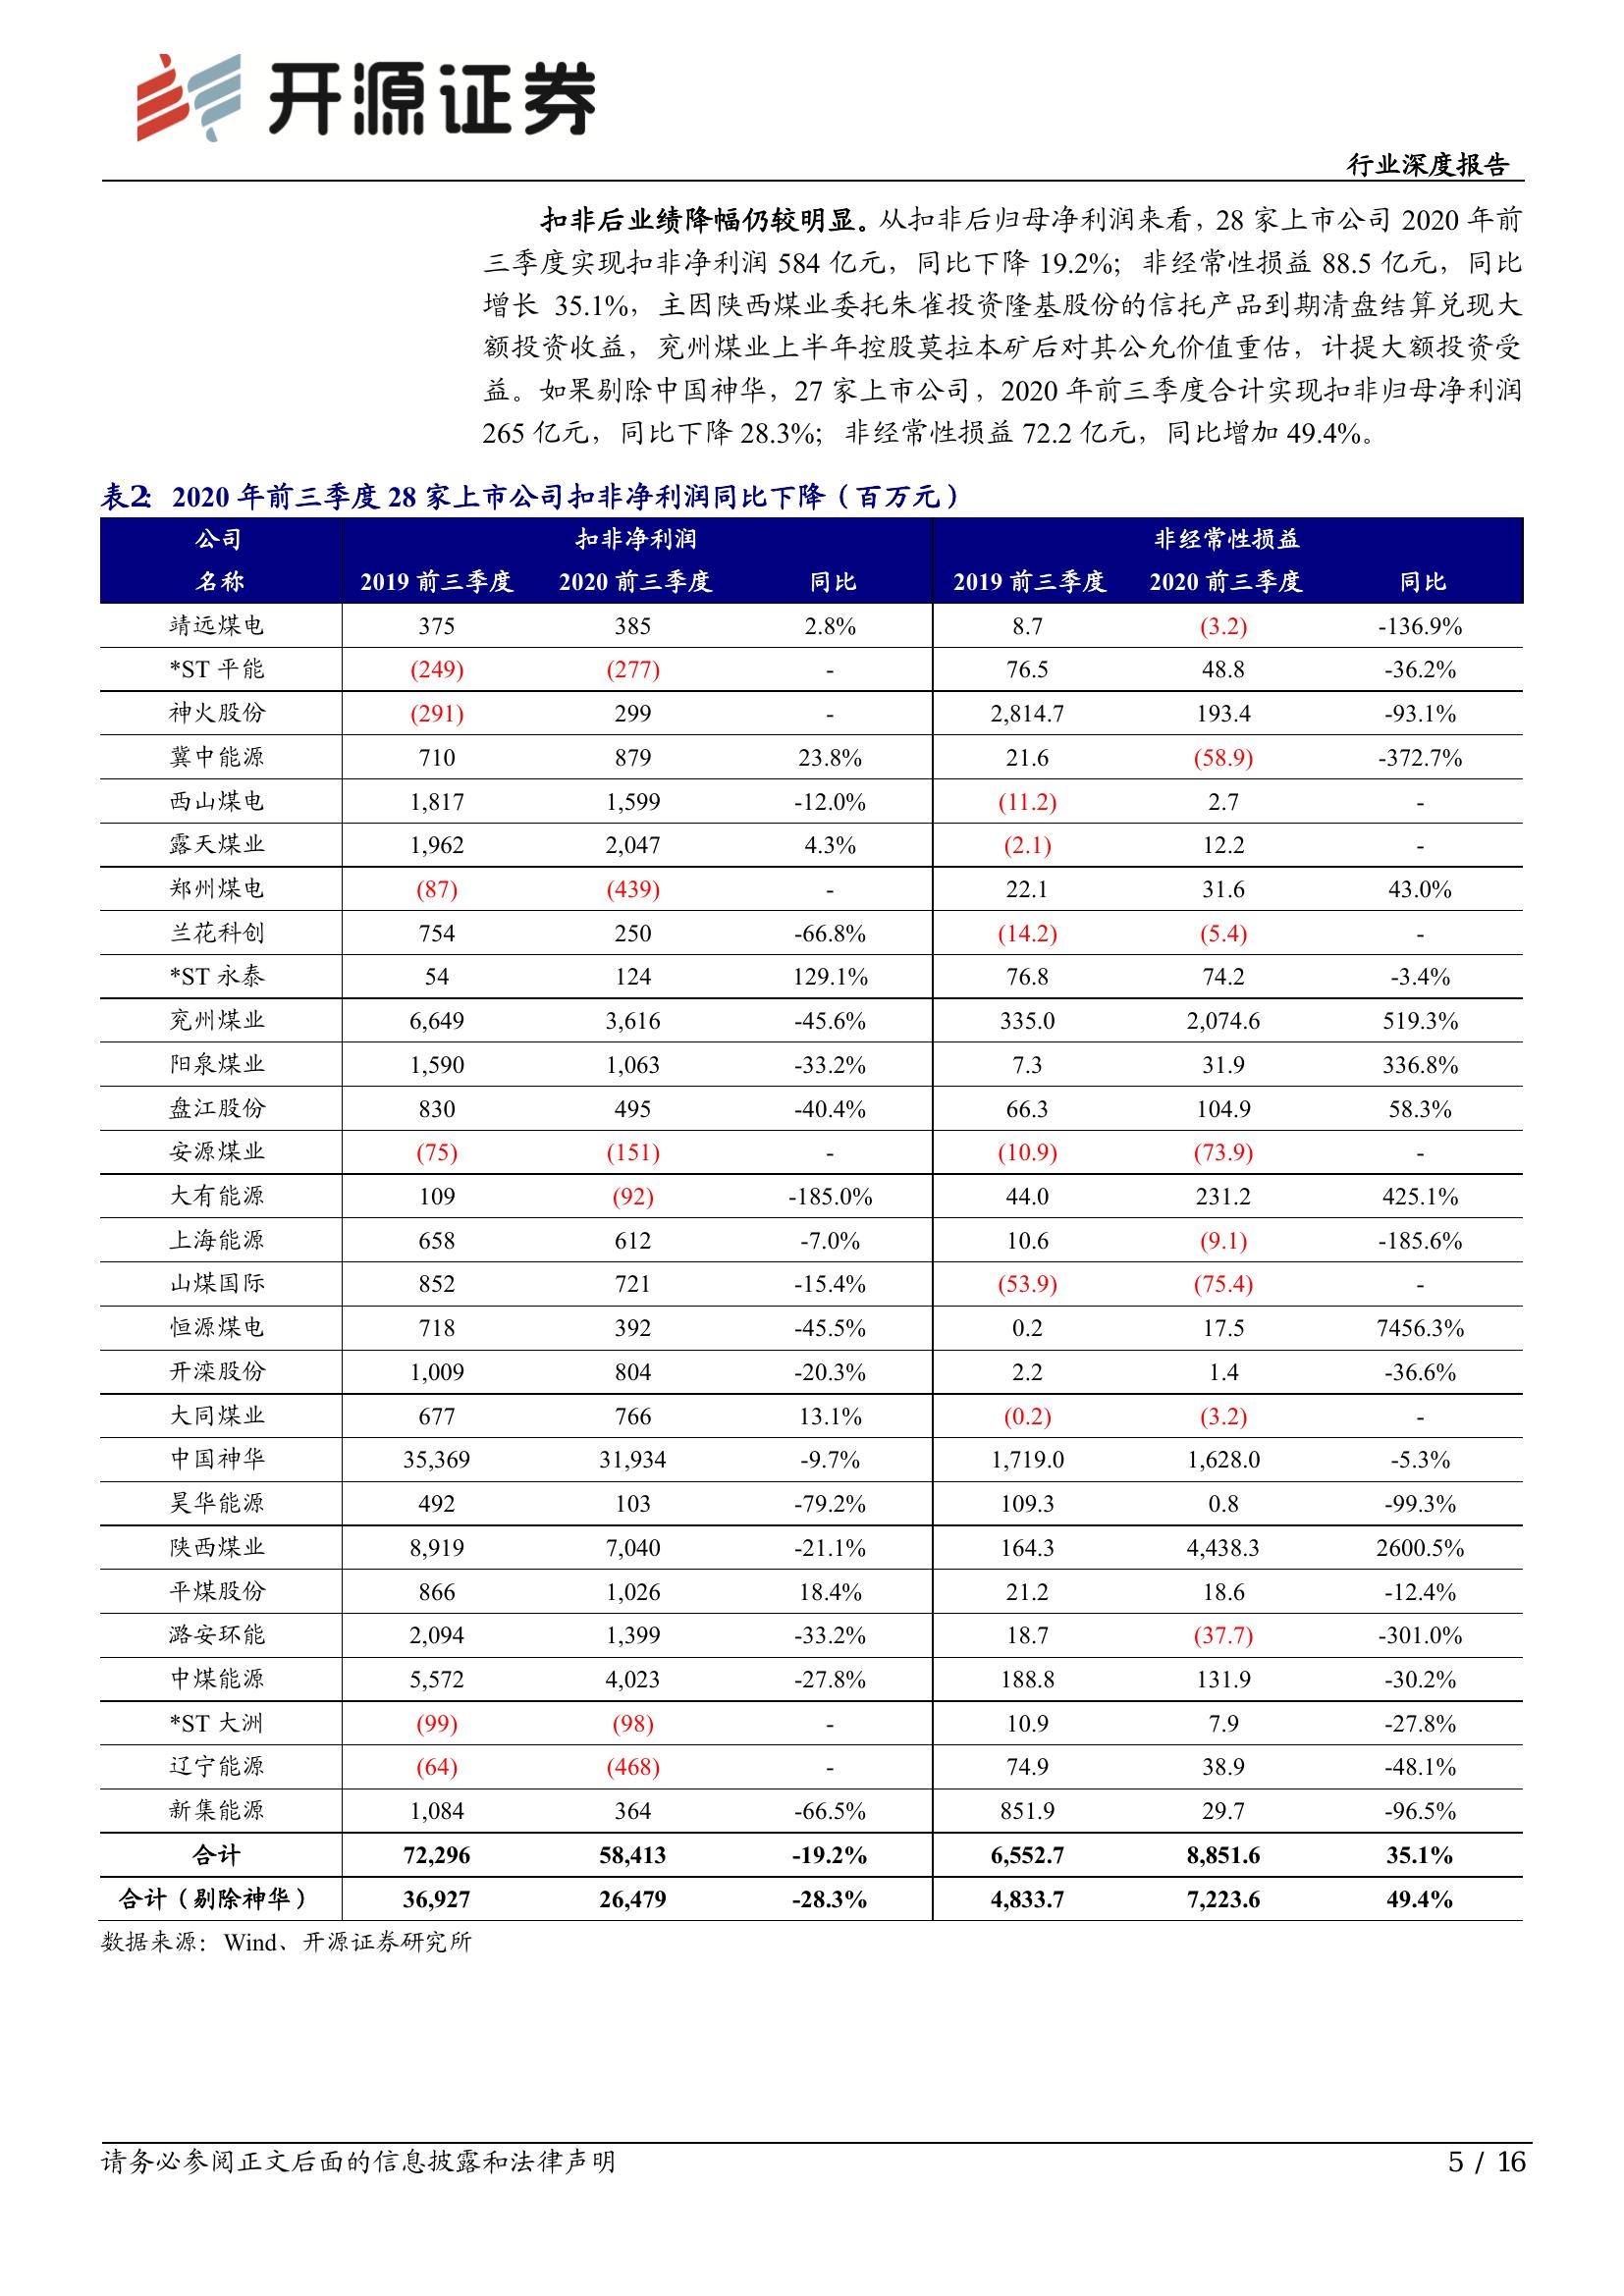 开源证券
行业深度报告
扣非后业绩降幅仍较明显。从扣非后归母净利润来看，28 家上市公司 2020 年前
三季度实现扣非净利润 584 亿元，同比下降 19.2%；非经常性损益 88.5 亿元，同比
增长 35.1%，主因陕西煤业委托朱雀投资隆基股份的信托产品到期清盘结算兑现大
额投资收益，兖州煤业上半年控股莫拉本矿后对其公允价值重估，计提大额投资受
益。如果剔除中国神华，27 家上市公司，2020 年前三季度合计实现扣非归母净利润
265 亿元，同比下降 28.3%；非经常性损益 72.2 亿元，同比增加 49.4%。
表2：2020 年前三季度 28 家上市公司扣非净利润同比下降（百万元）
公司 扣非净利润 非经常性损益
名称 2019 前三季度 2020 前三季度 同比 2019 前三季度 2020 前三季度 同比
靖远煤电 375 385 2.8% 8.7 (3.2) -136.9%
*ST 平能 (249) (277) - 76.5 48.8 -36.2%
神火股份 (291) 299 - 2,814.7 193.4 -93.1%
冀中能源 710 879 23.8% 21.6 (58.9) -372.7%
西山煤电 1,817 1,599 -12.0% (11.2) 2.7 -
露天煤业 1,962 2,047 4.3% (2.1) 12.2 -
郑州煤电 (87) (439) - 22.1 31.6 43.0%
兰花科创 754 250 -66.8% (14.2) (5.4) -
*ST 永泰 54 124 129.1% 76.8 74.2 -3.4%
兖州煤业 6,649 3,616 -45.6% 335.0 2,074.6 519.3%
阳泉煤业 1,590 1,063 -33.2% 7.3 31.9 336.8%
盘江股份 830 495 -40.4% 66.3 104.9 58.3%
安源煤业 (75) (151) - (10.9) (73.9) -
大有能源 109 (92) -185.0% 44.0 231.2 425.1%
上海能源 658 612 -7.0% 10.6 (9.1) -185.6%
山煤国际 852 721 -15.4% (53.9) (75.4) -
恒源煤电 718 392 -45.5% 0.2 17.5 7456.3%
开滦股份 1,009 804 -20.3% 2.2 1.4 -36.6%
大同煤业 677 766 13.1% (0.2) (3.2) -
中国神华 35,369 31,934 -9.7% 1,719.0 1,628.0 -5.3%
昊华能源 492 103 -79.2% 109.3 0.8 -99.3%
陕西煤业 8,919 7,040 -21.1% 164.3 4,438.3 2600.5%
平煤股份 866 1,026 18.4% 21.2 18.6 -12.4%
潞安环能 2,094 1,399 -33.2% 18.7 (37.7) -301.0%
中煤能源 5,572 4,023 -27.8% 188.8 131.9 -30.2%
*ST 大洲 (99) (98) - 10.9 7.9 -27.8%
辽宁能源 (64) (468) - 74.9 38.9 -48.1%
新集能源 1,084 364 -66.5% 851.9 29.7 -96.5%
合计 72,296 58,413 -19.2% 6,552.7 8,851.6 35.1%
合计（剔除神华） 36,927 26,479 -28.3% 4,833.7 7,223.6 49.4%
数据来源：Wind、开源证券研究所
请务必参阅正文后面的信息披露和法律声明 5 / 16